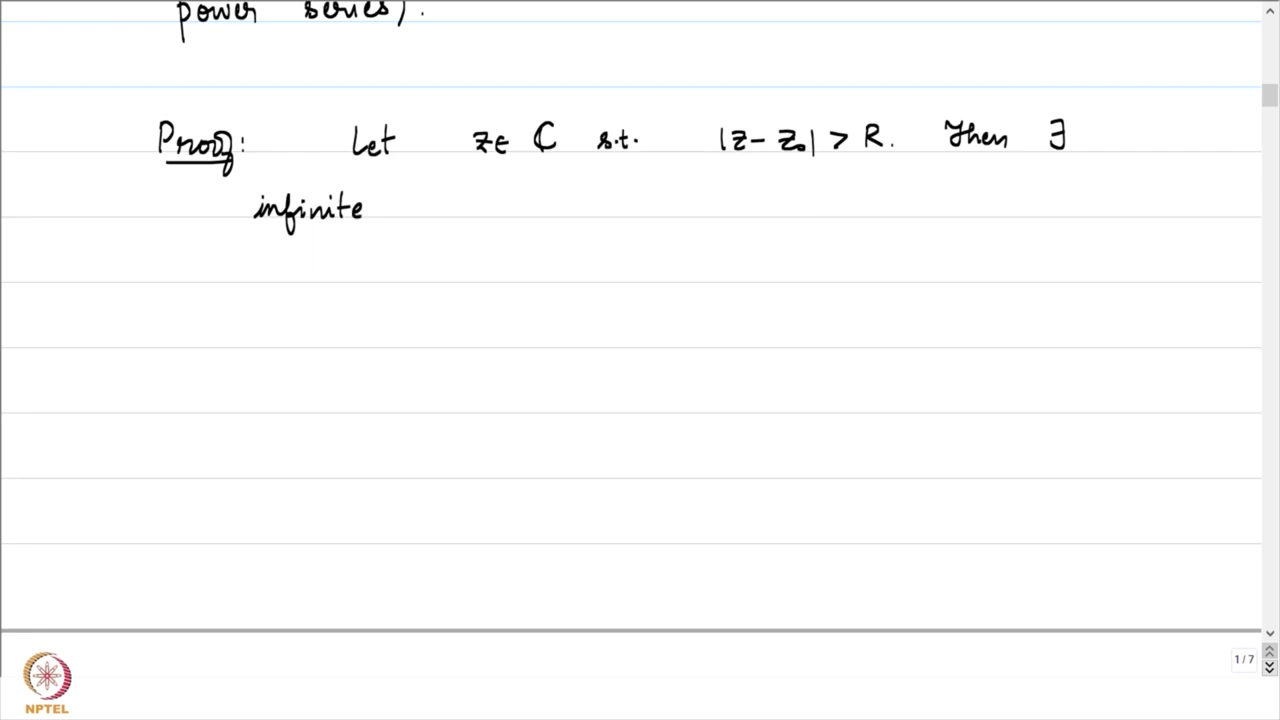 power series).
Proof: Let z ∈ ℂ s.t. |z - z₀| > R. Then ∃
infinite
1 / 7
NPTEL